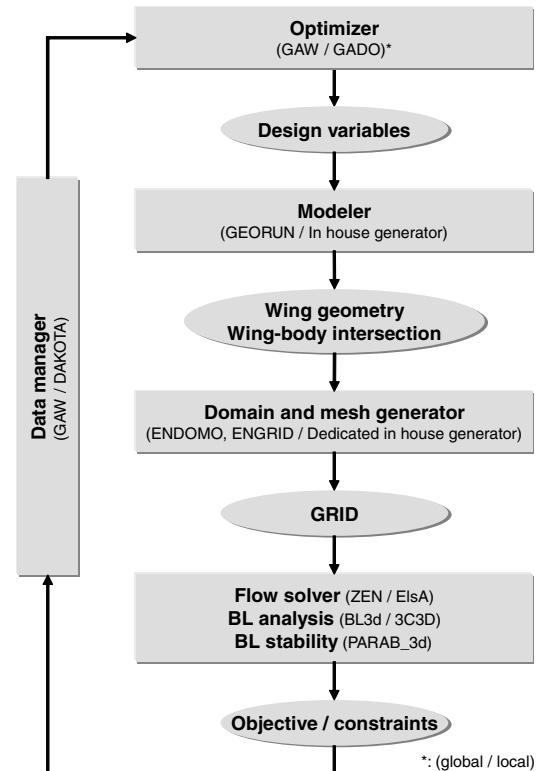 Optimizer
(GAW / GADO)*
Design variables
Modeler
(GEORUN / In house generator)
Wing geometry
Wing-body intersection
Data manager
(GAW / DAKOTA)
Domain and mesh generator
(ENDOMO, ENGRID / Dedicated in house generator)
GRID
Flow solver (ZEN / ElsA)
BL analysis (BL3d / 3C3D)
BL stability (PARAB_3d)
Objective / constraints
*: (global / local)